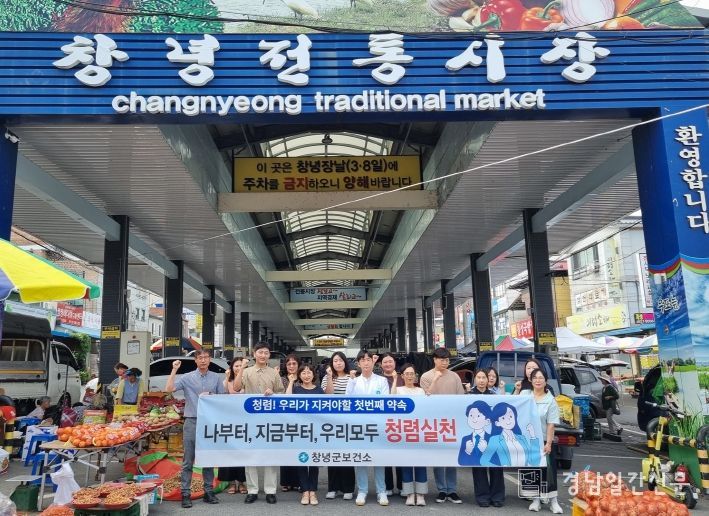 창녕전통시장
changnyeong traditional market
환영합니다
이 곳은 창녕장날(3·8일)에
주차를 금지하오니 양해바랍니다
청렴! 우리가 지켜야할 첫번째 약속
나부터, 지금부터, 우리모두 청렴실천
창녕군보건소
경남일간신문